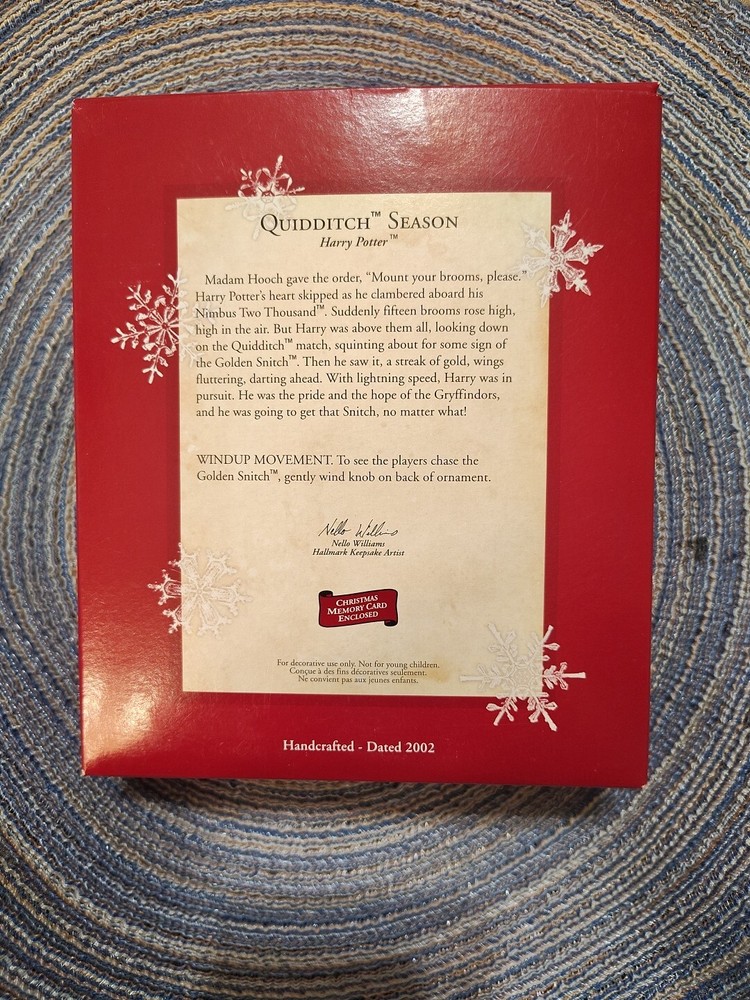 QUIDDITCH™ SEASON
Harry Potter™
Madam Hooch gave the order, “Mount your brooms, please.”
Harry Potter’s heart skipped as he clambered aboard his
Nimbus Two Thousand™. Suddenly fifteen brooms rose high,
high in the air. But Harry was above them all, looking down
on the Quidditch™ match, squinting about for some sign of
the Golden Snitch™. Then he saw it, a streak of gold, wings
fluttering, darting ahead. With lightning speed, Harry was in
pursuit. He was the pride and the hope of the Gryffindors,
and he was going to get that Snitch, no matter what!
WINDUP MOVEMENT. To see the players chase the
Golden Snitch™, gently wind knob on back of ornament.
Nello Williams
Nello Williams
Hallmark Keepsake Artist
CHRISTMAS
MEMORY CARD
ENCLOSED
For decorative use only. Not for young children.
Conçue à des fins décoratives seulement.
Ne convient pas aux jeunes enfants.
Handcrafted - Dated 2002